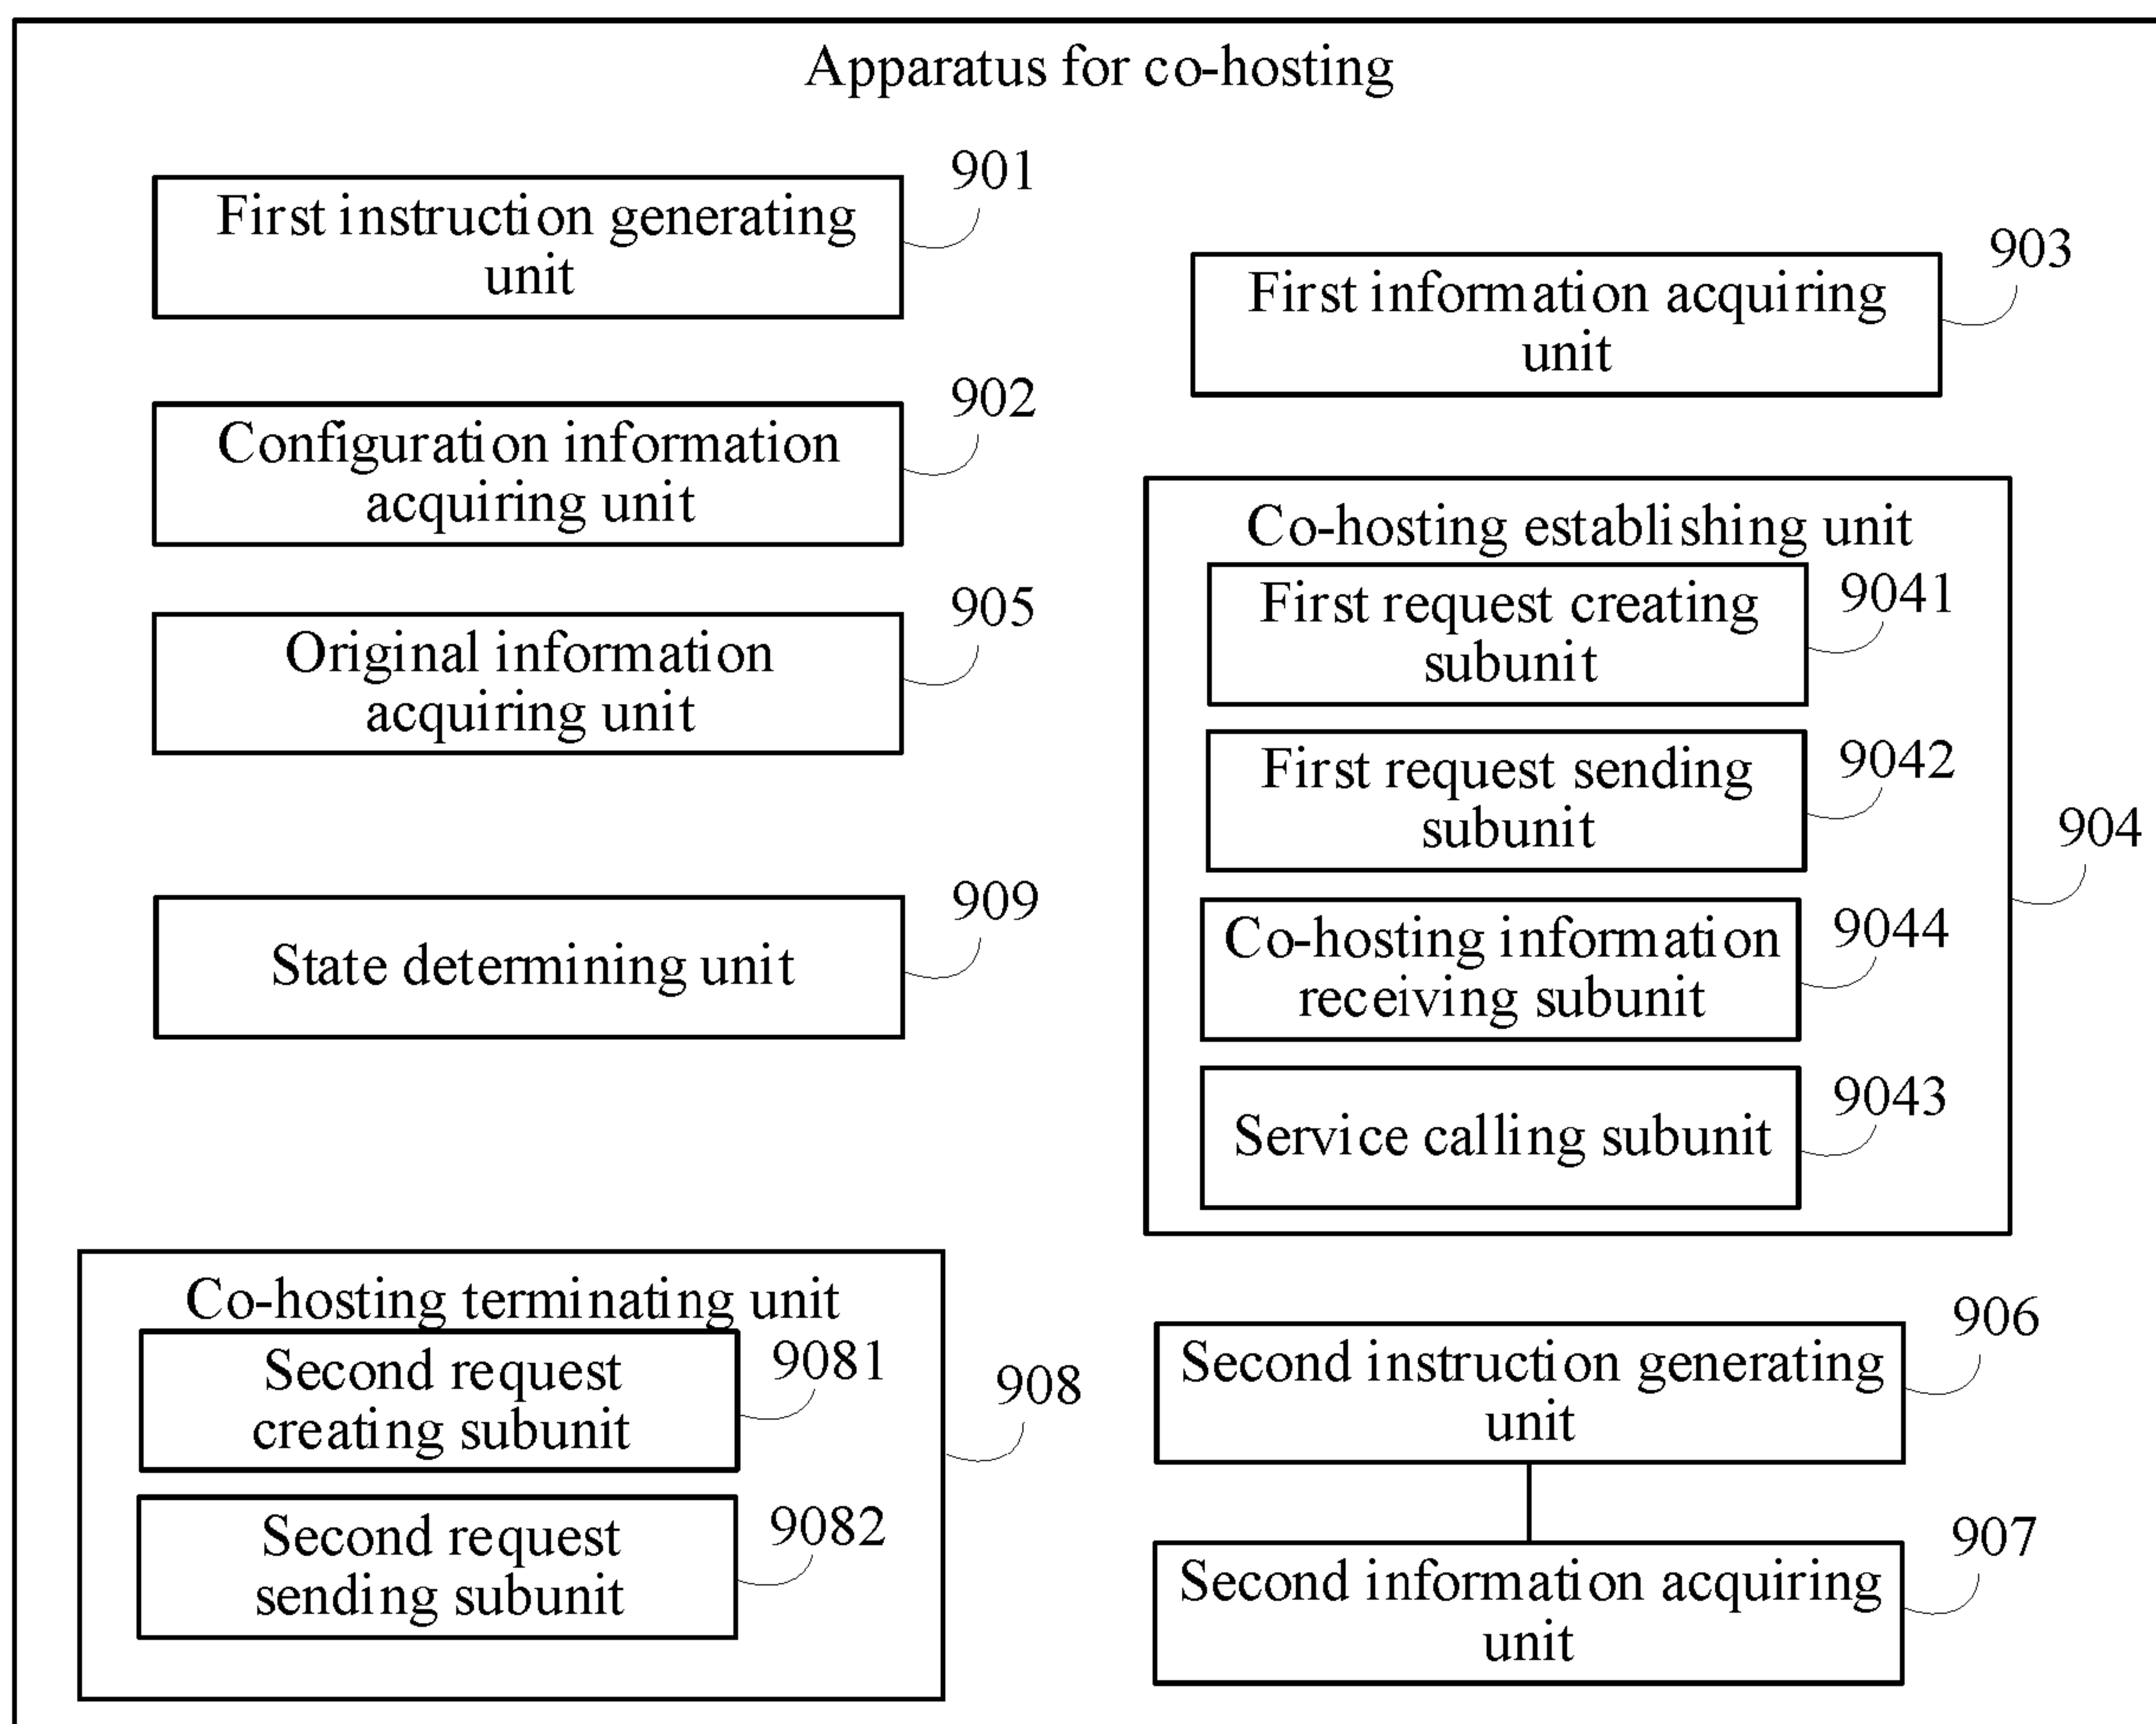 Apparatus for co-hosting
901
First instruction generating
unit
903
First information acquiring
unit
902
Configuration information
acquiring unit
905
Original information
acquiring unit
909
State determining unit
Co-hosting establishing unit
First request creating
subunit
9041
First request sending
subunit
9042
Co-hosting information
receiving subunit
9044
Service calling subunit
9043
904
Co-hosting terminating unit
Second request
creating subunit
9081
Second request
sending subunit
9082
908
906
Second instruction generating
unit
907
Second information acquiring
unit